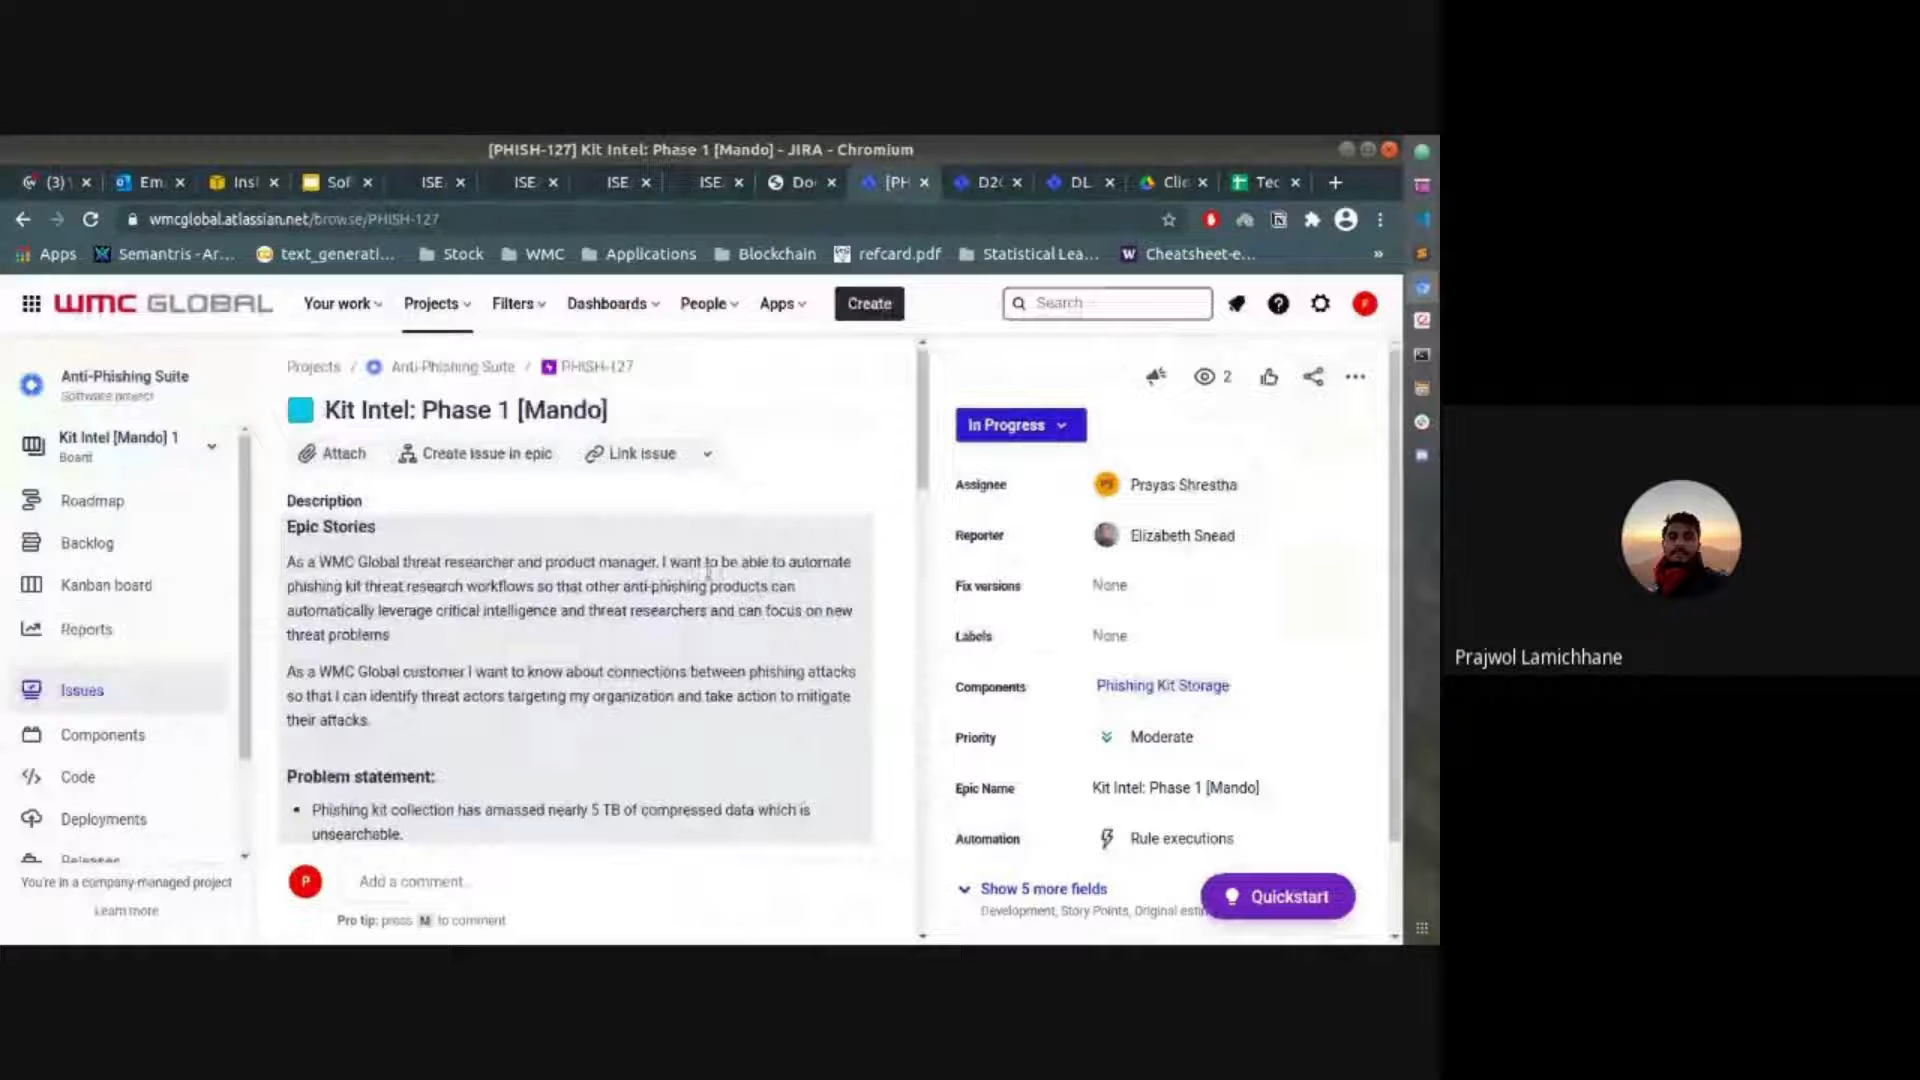 [PHISH-127] Kit Intel: Phase 1 [Mando] - JIRA - Chromium
(3) Em Ins Sof ISE ISE ISE ISE Do [PH D2 DL Clic Tec
wmcglobal.atlassian.net/browse/PHISH-127
Apps Semantris - Ar... text_generati... Stock WMC Applications Blockchain refcard.pdf Statistical Lea... Cheatsheet-e... »
WMC GLOBAL Your work Projects Filters Dashboards People Apps Create Search
Anti-Phishing Suite
Software project
Kit Intel [Mando] 1
Board
Roadmap
Backlog
Kanban board
Reports
Issues
Components
Code
Deployments
Releases
You're in a company-managed project
Learn more
Projects / Anti-Phishing Suite / PHISH-127
Kit Intel: Phase 1 [Mando]
Attach Create issue in epic Link issue
Description
Epic Stories
As a WMC Global threat researcher and product manager, I want to be able to automate
phishing kit threat research workflows so that other anti-phishing products can
automatically leverage critical intelligence and threat researchers and can focus on new
threat problems
As a WMC Global customer I want to know about connections between phishing attacks
so that I can identify threat actors targeting my organization and take action to mitigate
their attacks.
Problem statement:
• Phishing kit collection has amassed nearly 5 TB of compressed data which is
unsearchable.
P Add a comment...
Pro tip: press M to comment
2
In Progress
Assignee PS Prayas Shrestha
Reporter Elizabeth Snead
Fix versions None
Labels None
Components Phishing Kit Storage
Priority Moderate
Epic Name Kit Intel: Phase 1 [Mando]
Automation Rule executions
Show 5 more fields
Development, Story Points, Original esti
Quickstart
Prajwol Lamichhane